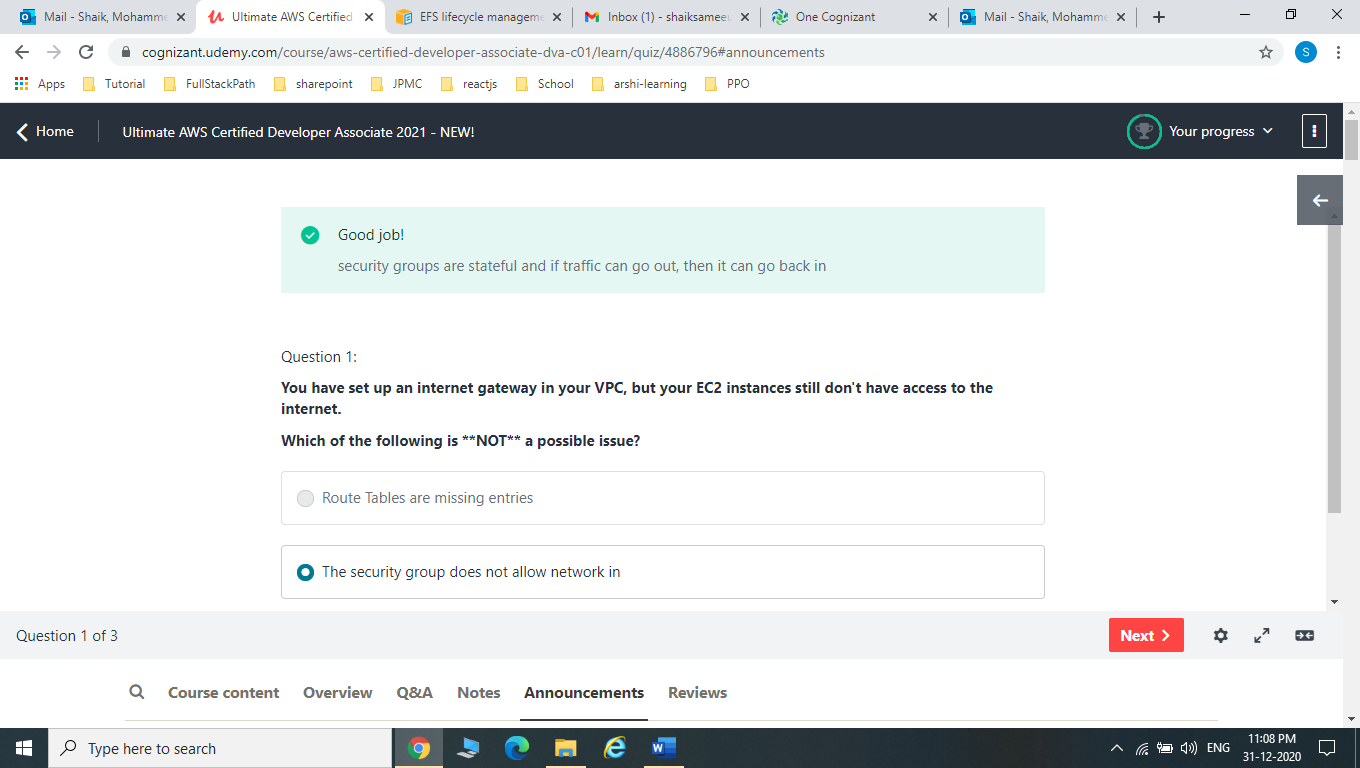 Mail - Shaik, Mohamme
Ultimate AWS Certified
EFS lifecycle manageme
Inbox (1) - shaiksameeu
One Cognizant
Mail - Shaik, Mohamme
cognizant.udemy.com/course/aws-certified-developer-associate-dva-c01/learn/quiz/4886796#announcements
S
Apps
Tutorial
FullStackPath
sharepoint
JPMC
reactjs
School
arshi-learning
PPO
Home
Ultimate AWS Certified Developer Associate 2021 - NEW!
Your progress
Good job!
security groups are stateful and if traffic can go out, then it can go back in
Question 1:
You have set up an internet gateway in your VPC, but your EC2 instances still don't have access to the
internet.
Which of the following is **NOT** a possible issue?
Route Tables are missing entries
The security group does not allow network in
Question 1 of 3
Next
Course content
Overview
Q&A
Notes
Announcements
Reviews
Type here to search
ENG
11:08 PM
31-12-2020